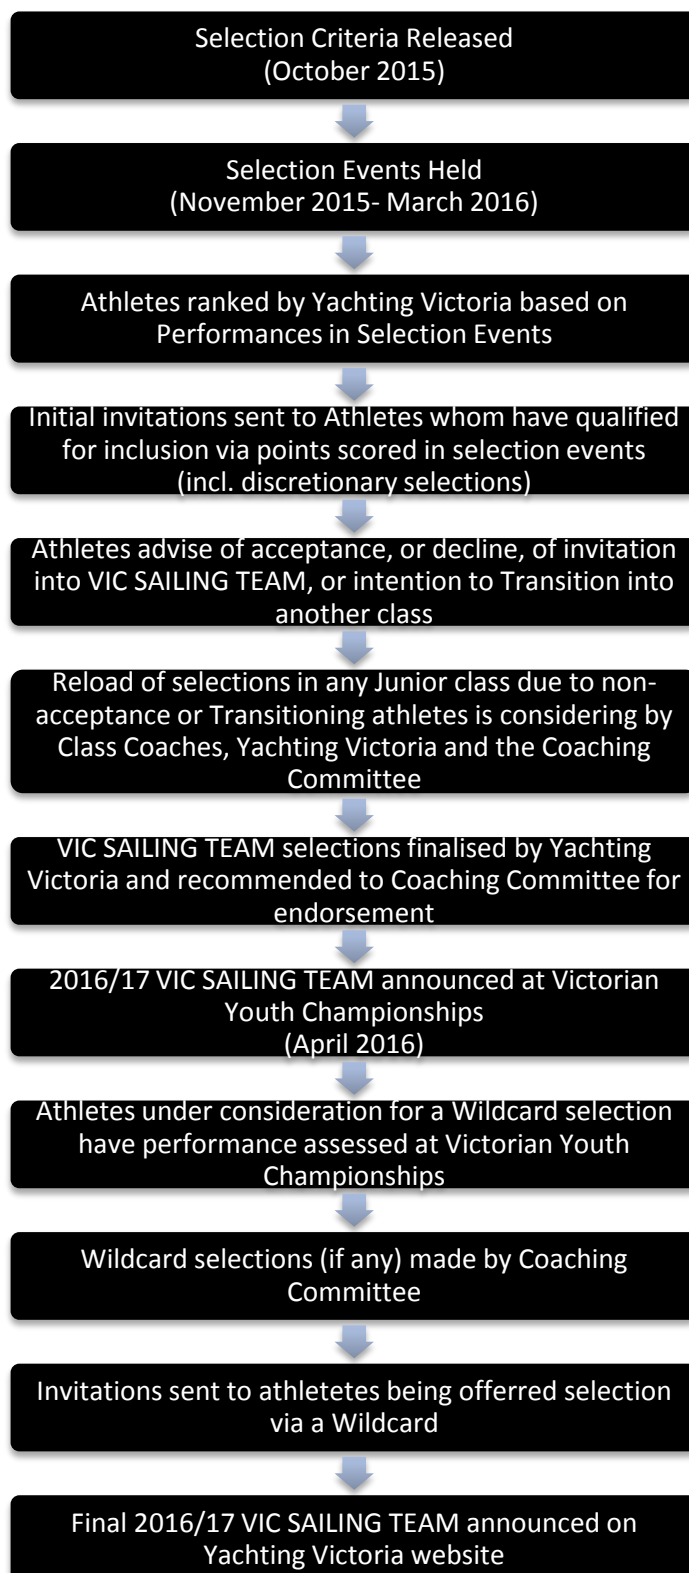 Selection Criteria Released
(October 2015)
Selection Events Held
(November 2015- March 2016)
Athletes ranked by Yachting Victoria based on
Performances in Selection Events
Initial invitations sent to Athletes whom have qualified
for inclusion via points scored in selection events
(incl. discretionary selections)
Athletes advise of acceptance, or decline, of invitation
into VIC SAILING TEAM, or intention to Transition into
another class
Reload of selections in any Junior class due to non-
acceptance or Transitioning athletes is considering by
Class Coaches, Yachting Victoria and the Coaching
Committee
VIC SAILING TEAM selections finalised by Yachting
Victoria and recommended to Coaching Committee for
endorsement
2016/17 VIC SAILING TEAM announced at Victorian
Youth Championships
(April 2016)
Athletes under consideration for a Wildcard selection
have performance assessed at Victorian Youth
Championships
Wildcard selections (if any) made by Coaching
Committee
Invitations sent to athletetes being offerred selection
via a Wildcard
Final 2016/17 VIC SAILING TEAM announced on
Yachting Victoria website